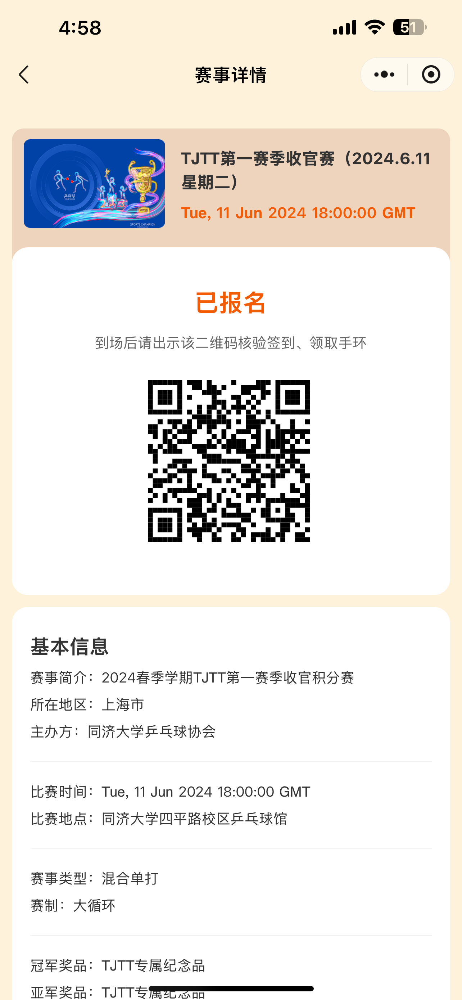 4:58
51
赛事详情
TJTT第一赛季收官赛（2024.6.11
星期二）
Tue, 11 Jun 2024 18:00:00 GMT
乒乓球
Table tennis
SPORTS CHAMPION
SPORTS CHAMPION
已报名
到场后请出示该二维码核验签到、领取手环
基本信息
赛事简介：2024春季学期TJTT第一赛季收官积分赛
所在地区：上海市
主办方：同济大学乒乓球协会
比赛时间：Tue, 11 Jun 2024 18:00:00 GMT
比赛地点：同济大学四平路校区乒乓球馆
赛事类型：混合单打
赛制：大循环
冠军奖品：TJTT专属纪念品
亚军奖品：TJTT专属纪念品